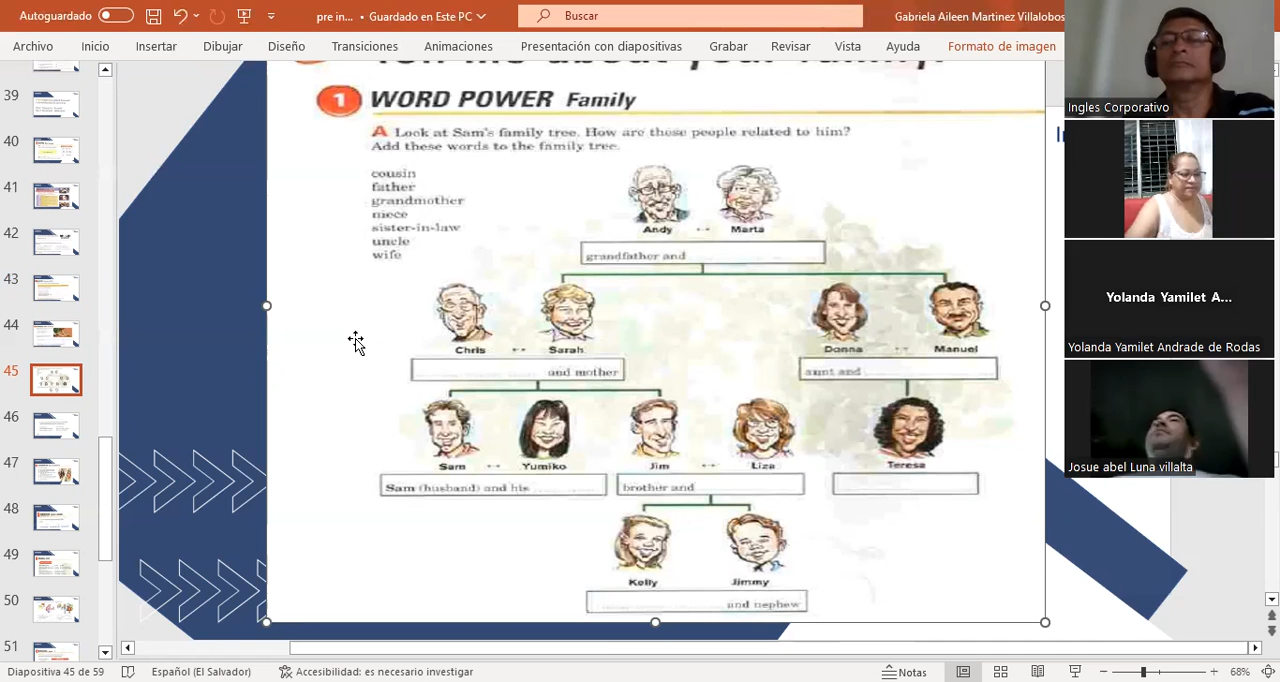 Autoguardado
pre in... • Guardado en Este PC
Buscar
Gabriela Aileen Martinez Villalobos
Archivo Inicio Insertar Dibujar Diseño Transiciones Animaciones Presentación con diapositivas Grabar Revisar Vista Ayuda Formato de imagen
39
40
41
42
43
44
45
46
47
48
49
50
51
1 WORD POWER Family
A Look at Sam's family tree. How are these people related to him?
Add these words to the family tree.
cousin
father
grandmother
niece
sister-in-law
uncle
wife
Andy Marta
grandfather and
Chris Sarah Donna Manuel
and mother aunt and
Sam Yumiko Jim Liza Teresa
Sam (husband) and his brother and
Kelly Jimmy
and nephew
Ingles Corporativo
Yolanda Yamilet A...
Yolanda Yamilet Andrade de Rodas
Josue abel Luna villalta
Diapositiva 45 de 59 Español (El Salvador) Accesibilidad: es necesario investigar Notas 68%